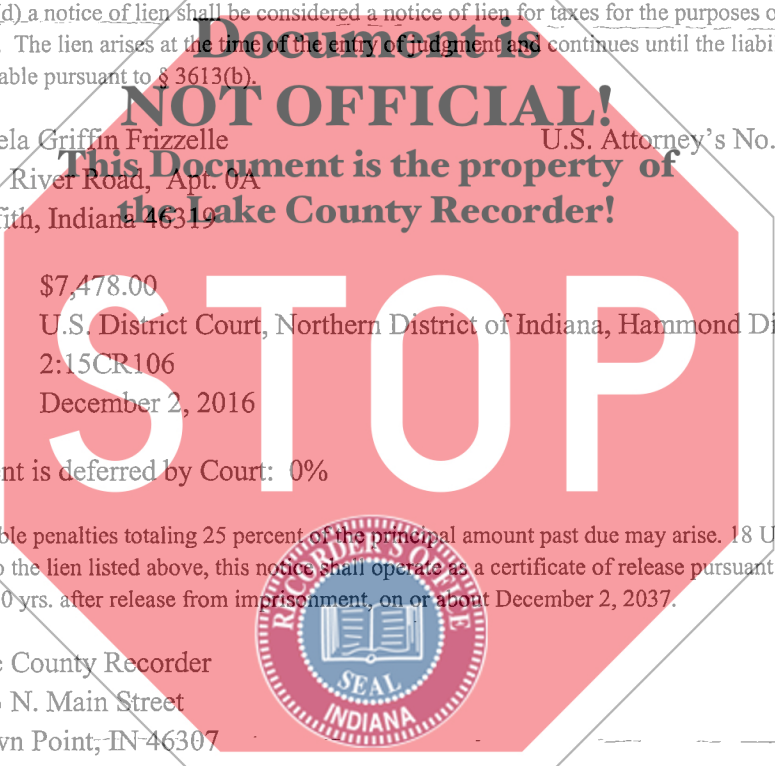 (d) a notice of lien shall be considered a notice of lien for taxes for the purposes o
Document is
. The lien arises at the time of the entry of judgment and continues until the liabi
able pursuant to § 3613(b).
NOT OFFICIAL!
ela Griffin Frizzelle U.S. Attorney's No.
This Document is the property of
River Road, Apt. 0A
the Lake County Recorder!
ith, Indiana 46319
STOP
$7,478.00
U.S. District Court, Northern District of Indiana, Hammond Di
2:15CR106
December 2, 2016
nt is deferred by Court: 0%
ble penalties totaling 25 percent of the principal amount past due may arise. 18 U
o the lien listed above, this notice shall operate as a certificate of release pursuant
0 yrs. after release from imprisonment, on or about December 2, 2037.
RECORDER'S OFFICE
SEAL
INDIANA
e County Recorder
N. Main Street
wn Point, IN 46307